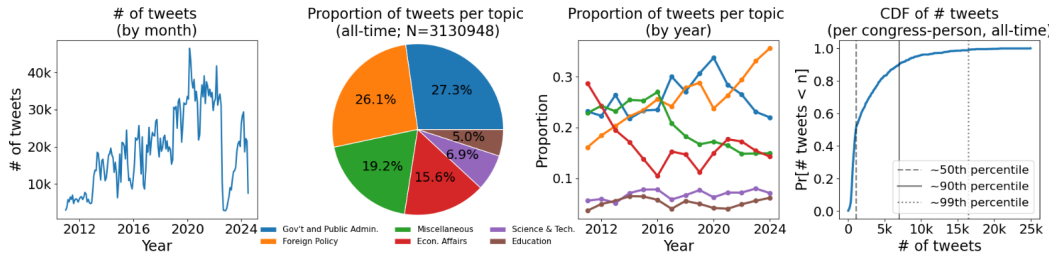 # of tweets
(by month)
# of tweets
40k
30k
20k
10k
2012
2016
2020
2024
Year
Proportion of tweets per topic
(all-time; N=3130948)
27.3%
26.1%
19.2%
15.6%
6.9%
5.0%
Gov't and Public Admin.
Foreign Policy
Miscellaneous
Econ. Affairs
Science & Tech.
Education
Proportion of tweets per topic
(by year)
Proportion
0.3
0.2
0.1
2012
2016
2020
2024
Year
CDF of # tweets
(per congress-person, all-time)
Pr[# tweets < n]
1.0
0.8
0.6
0.4
0.2
0.0
~50th percentile
~90th percentile
~99th percentile
0
5k
10k
15k
20k
25k
# of tweets